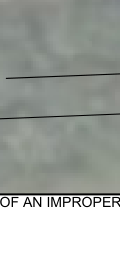 OF AN IMPROPER